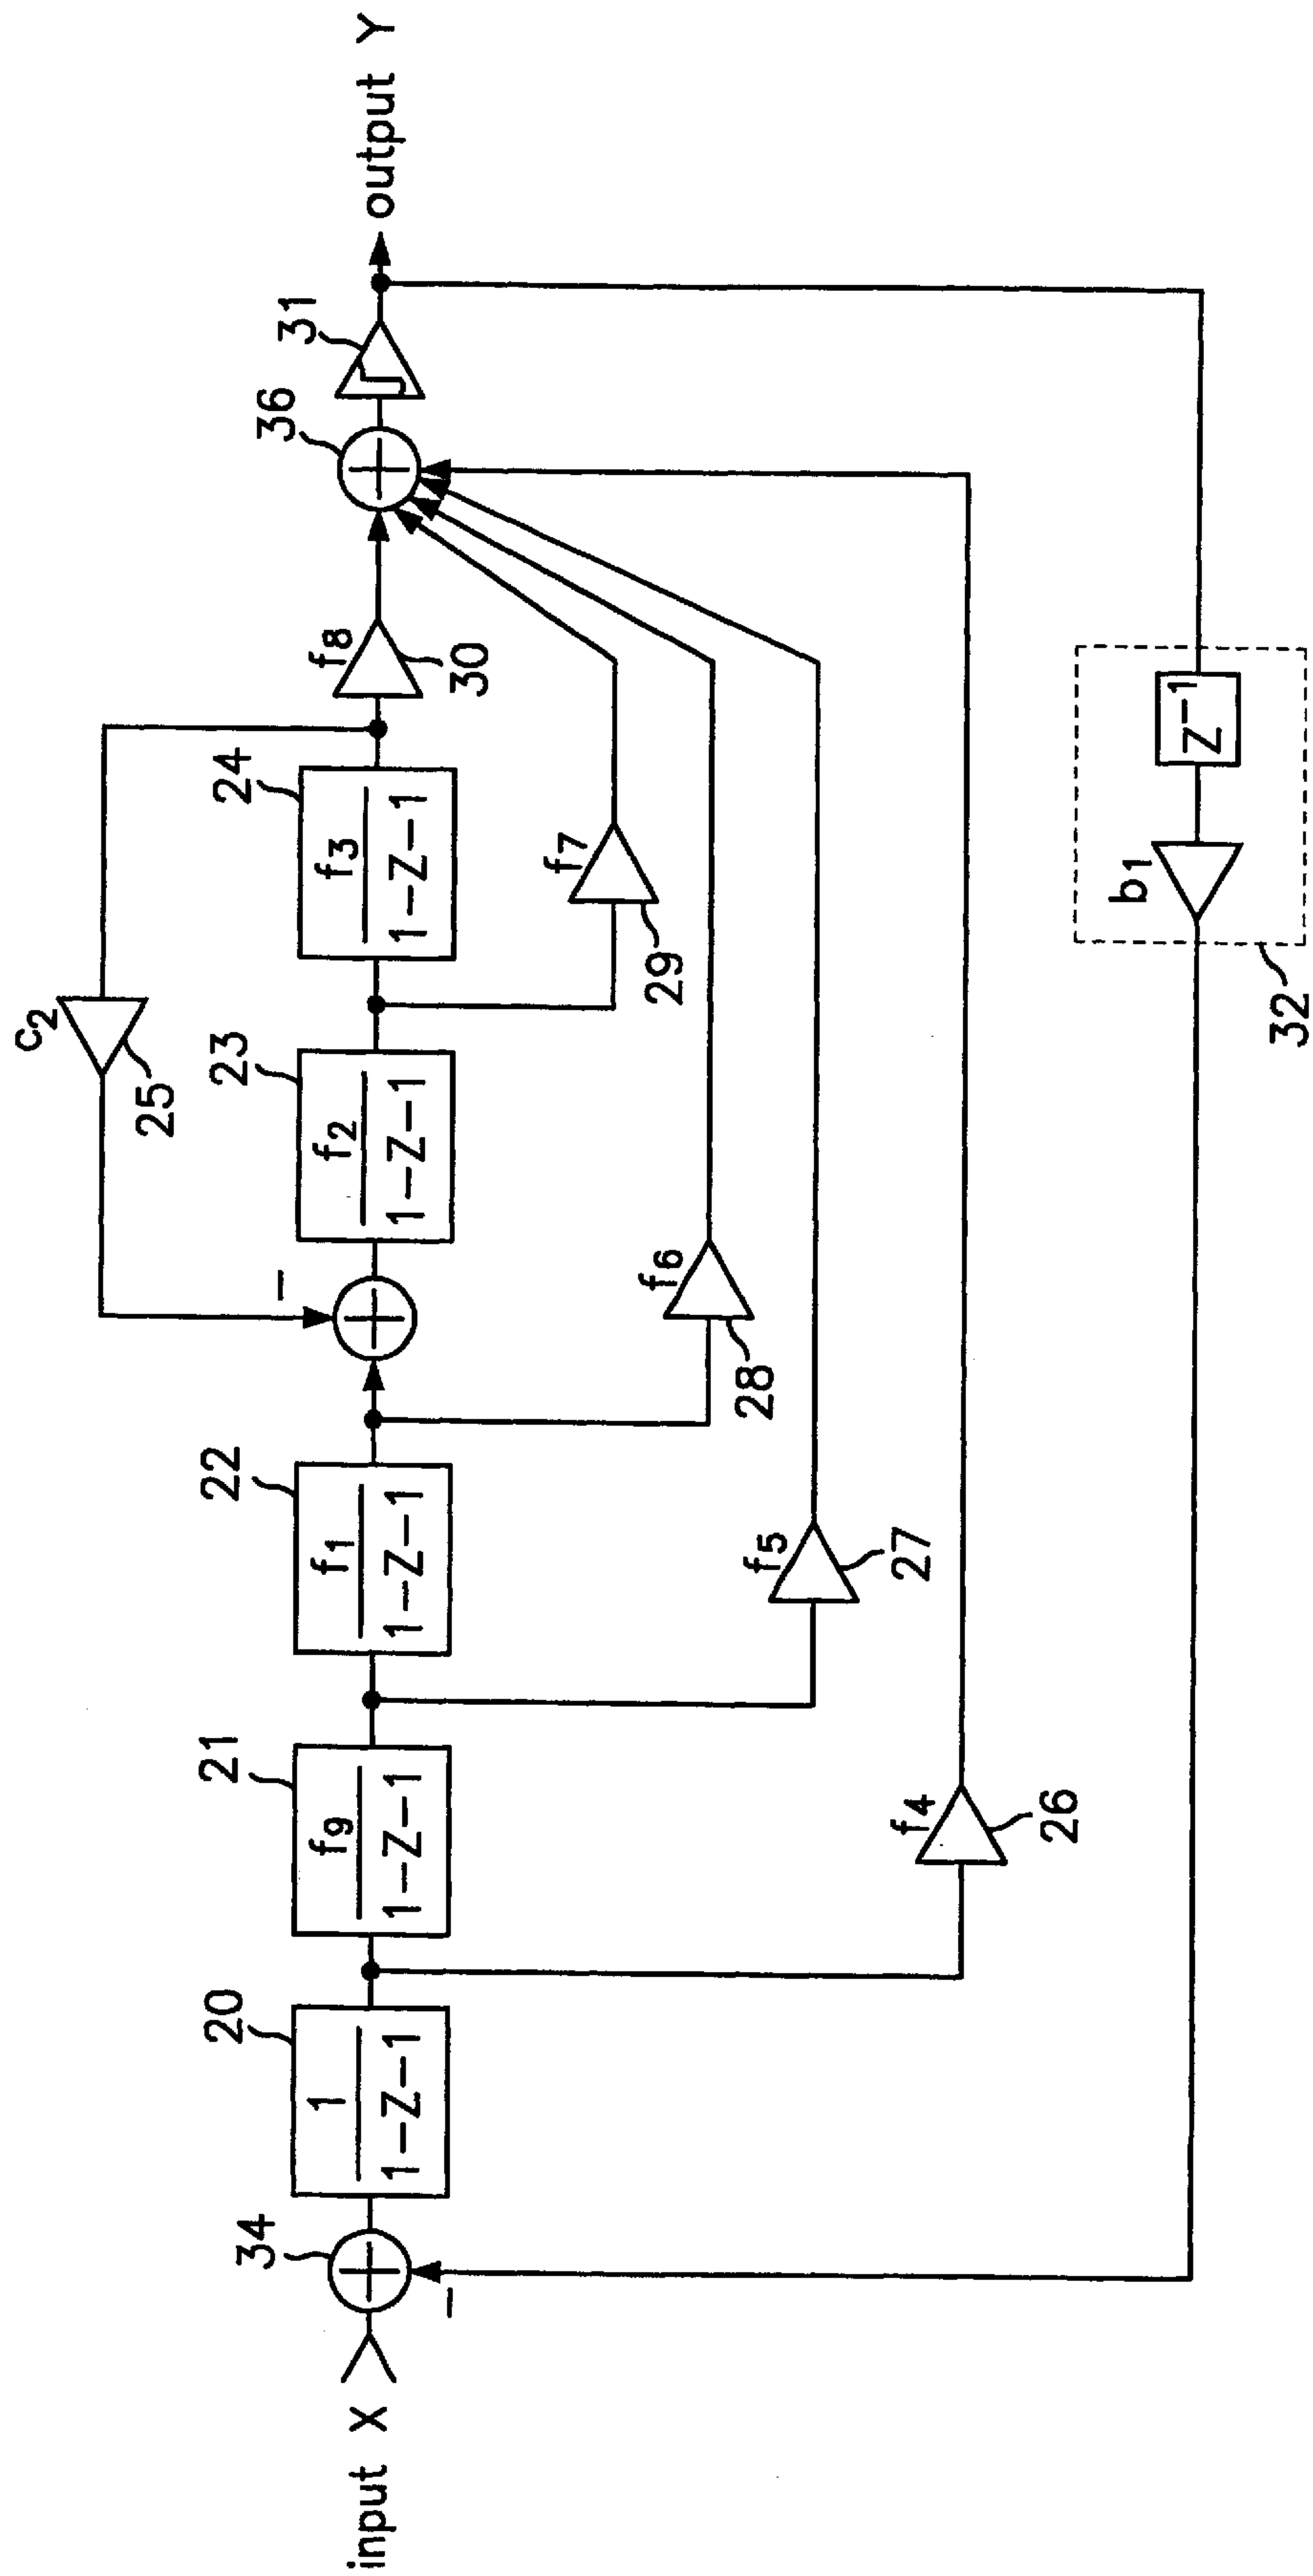 input X
34
20
1
1-Z-1
21
f9
1-Z-1
22
f1
1-Z-1
-
-
c2
25
23
f2
1-Z-1
24
f3
1-Z-1
f8
30
36
31
output Y
f7
29
f6
28
f5
27
f4
26
b1
Z-1
32